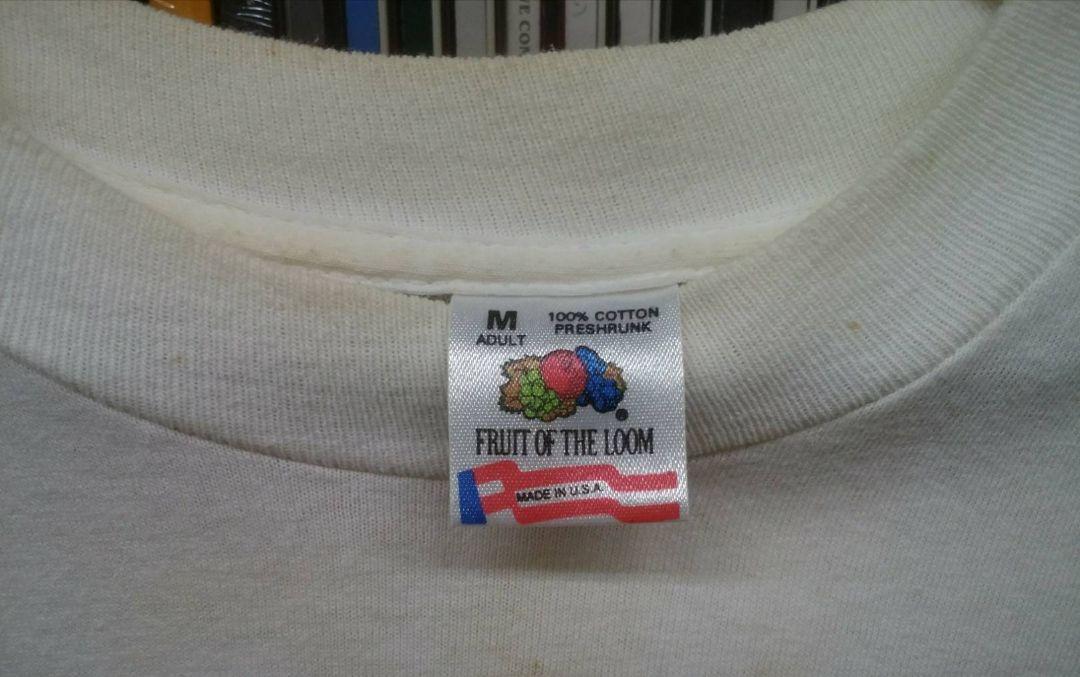 M
ADULT
100% COTTON
PRESHRUNK
FRUIT OF THE LOOM
MADE IN U.S.A.